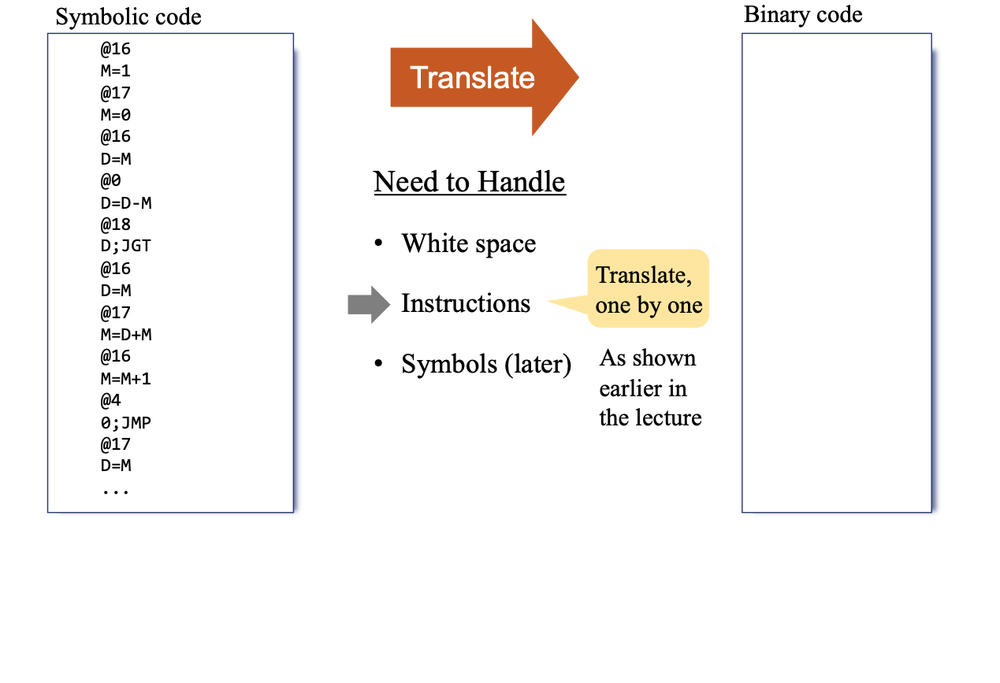 Symbolic code
@16
M=1
@17
M=0
@16
D=M
@0
D=D-M
@18
D;JGT
@16
D=M
@17
M=D+M
@16
M=M+1
@4
0;JMP
@17
D=M
...
Translate
Need to Handle
• White space
Instructions
• Symbols (later)
Translate,
one by one
As shown
earlier in
the lecture
Binary code